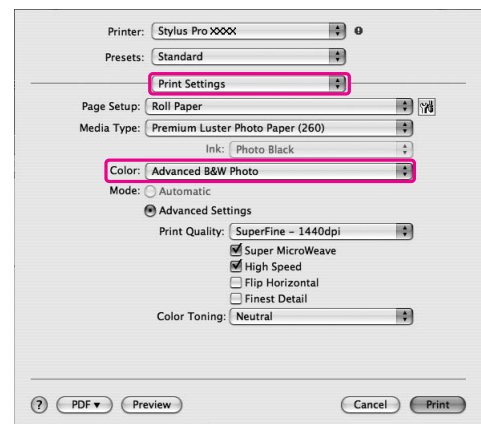 Printer: Stylus Pro XXXX
Presets: Standard
Print Settings
Page Setup: Roll Paper
Media Type: Premium Luster Photo Paper (260)
Ink: Photo Black
Color: Advanced B&W Photo
Mode: Automatic
Advanced Settings
Print Quality: SuperFine – 1440dpi
Super MicroWeave
High Speed
Flip Horizontal
Finest Detail
Color Toning: Neutral
? PDF Preview Cancel Print